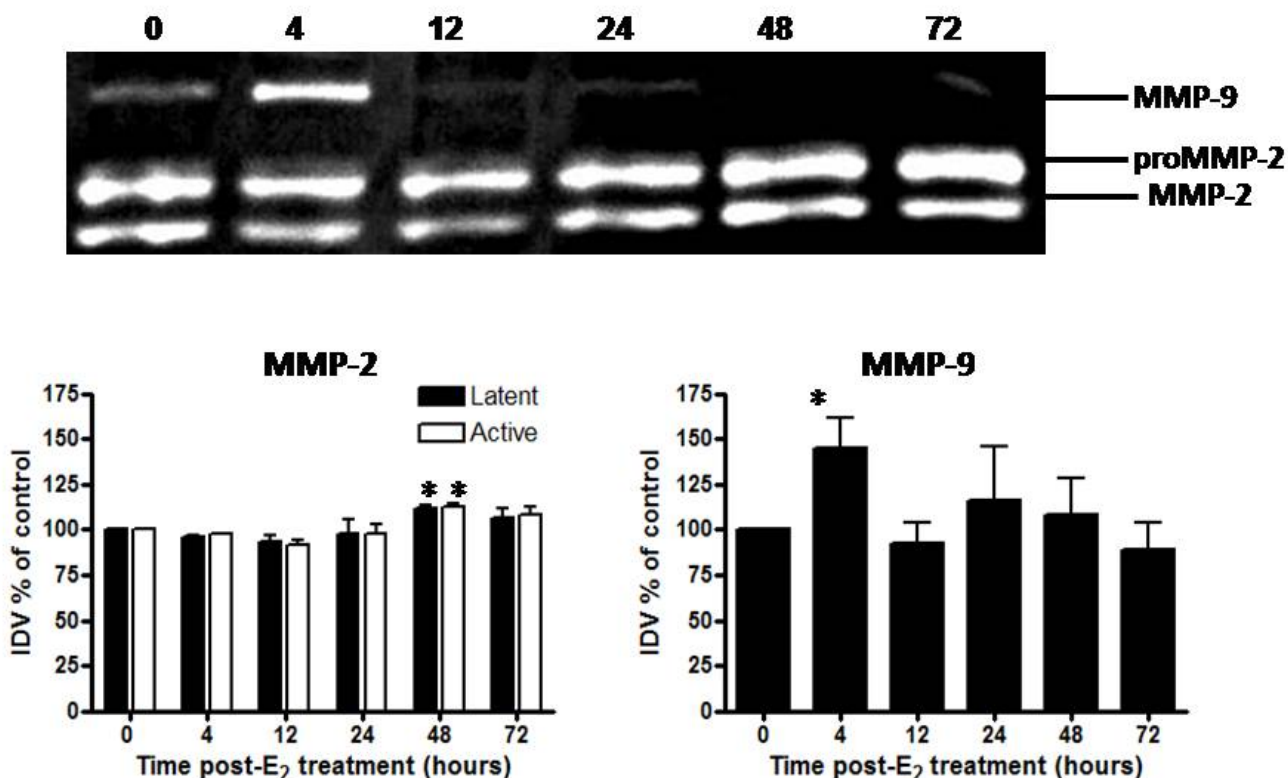 0 4 12 24 48 72
MMP-9
proMMP-2
MMP-2
MMP-2
Latent
Active
175
150
125
100
75
50
25
0
IDV % of control
* *
0 4 12 24 48 72
Time post-E₂ treatment (hours)
MMP-9
175
150
125
100
75
50
25
0
IDV % of control
*
0 4 12 24 48 72
Time post-E₂ treatment (hours)